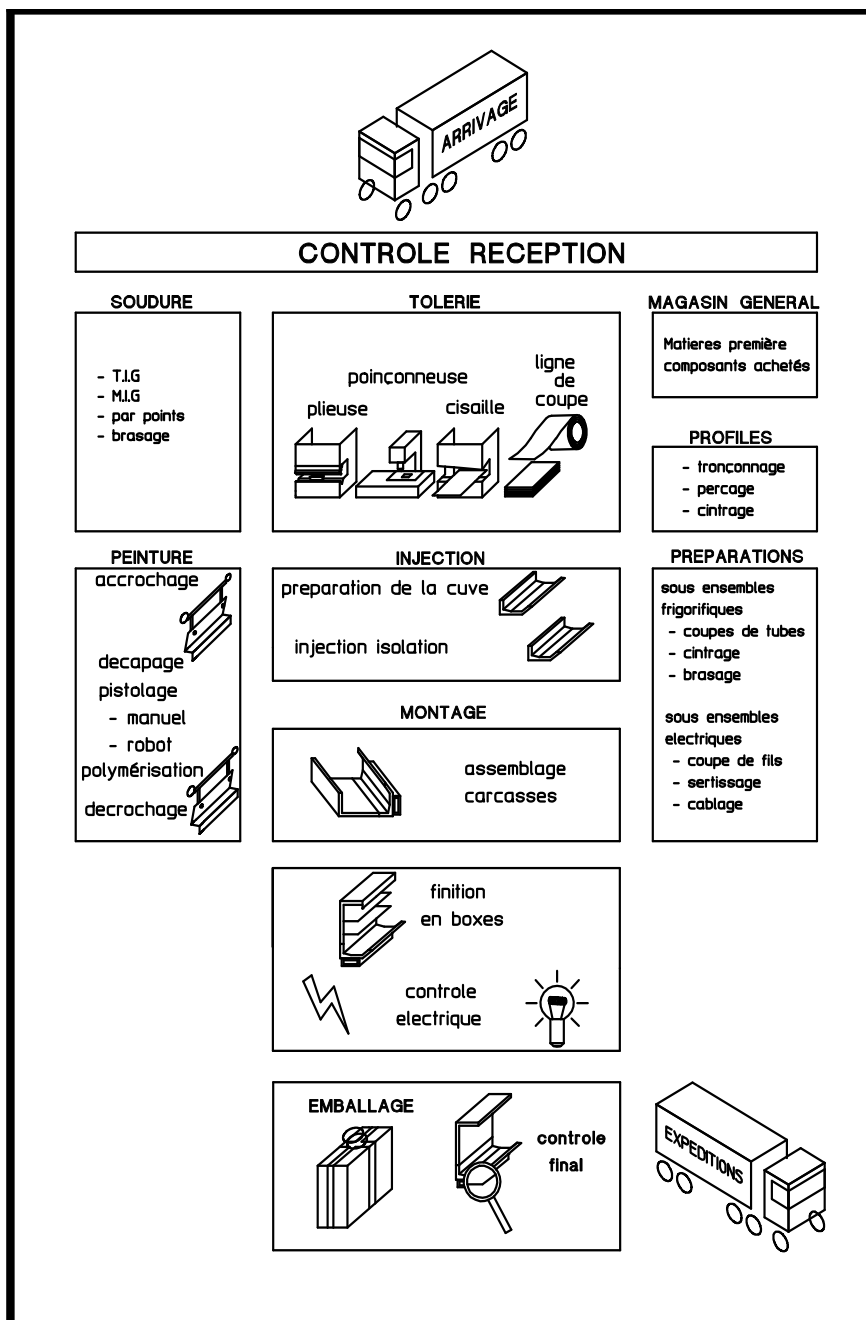 ARRIVAGE
CONTROLE RECEPTION
SOUDURE
- T.I.G
- M.I.G
- par points
- brasage
TOLERIE
poinçonneuse
plieuse
cisaille
ligne
de
coupe
MAGASIN GENERAL
Matieres première
composants achetés
PROFILES
- tronçonnage
- percage
- cintrage
PEINTURE
accrochage
decapage
pistolage
- manuel
- robot
polymérisation
decrochage
INJECTION
preparation de la cuve
injection isolation
PREPARATIONS
sous ensembles
frigorifiques
- coupes de tubes
- cintrage
- brasage
sous ensembles
electriques
- coupe de fils
- sertissage
- cablage
MONTAGE
assemblage
carcasses
finition
en boxes
controle
electrique
EMBALLAGE
controle
final
EXPEDITIONS